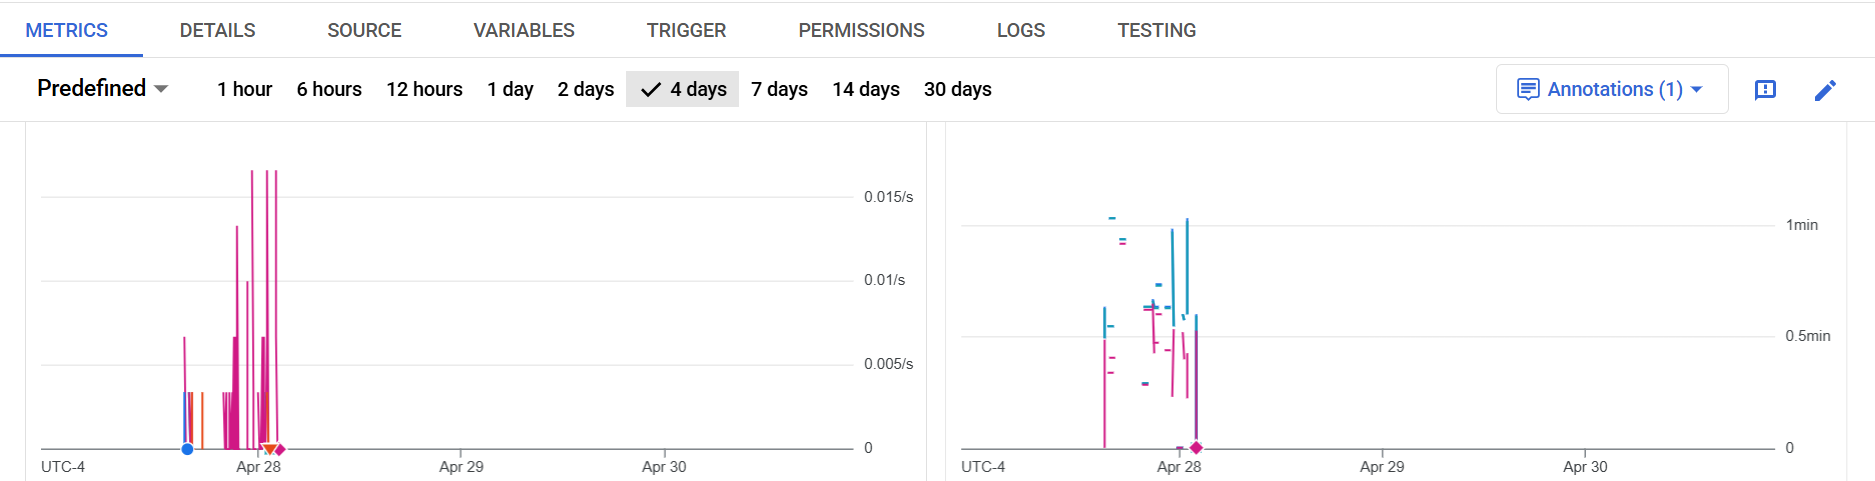 METRICS DETAILS SOURCE VARIABLES TRIGGER PERMISSIONS LOGS TESTING
Predefined 1 hour 6 hours 12 hours 1 day 2 days 4 days 7 days 14 days 30 days Annotations (1)
0.015/s
0.01/s
0.005/s
0
UTC-4 Apr 28 Apr 29 Apr 30
1min
0.5min
0
UTC-4 Apr 28 Apr 29 Apr 30